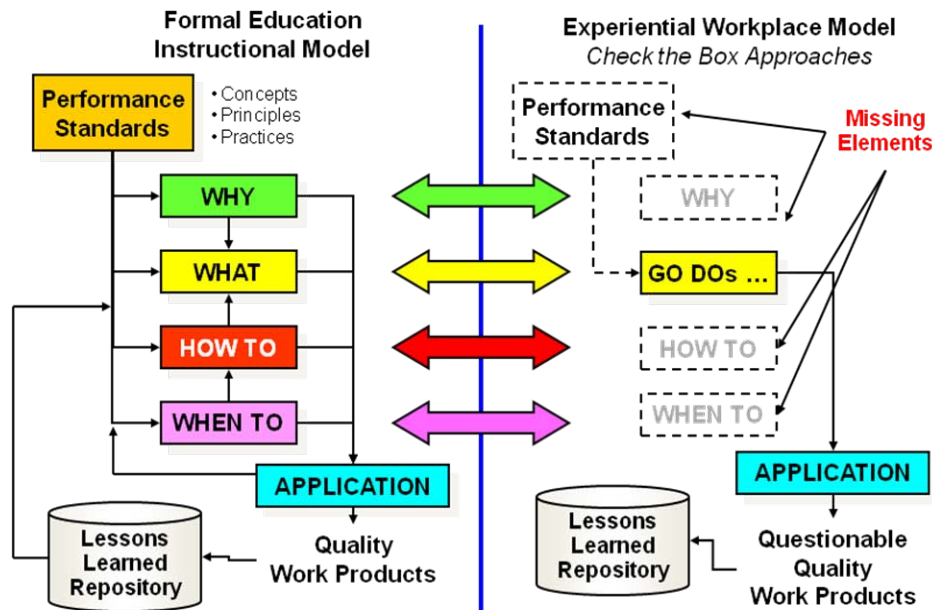 Formal Education
Instructional Model
Performance
Standards
• Concepts
• Principles
• Practices
WHY
WHAT
HOW TO
WHEN TO
APPLICATION
Lessons
Learned
Repository
Quality
Work Products
Experiential Workplace Model
Check the Box Approaches
Performance
Standards
Missing
Elements
WHY
GO DOs ...
HOW TO
WHEN TO
APPLICATION
Lessons
Learned
Repository
Questionable
Quality
Work Products